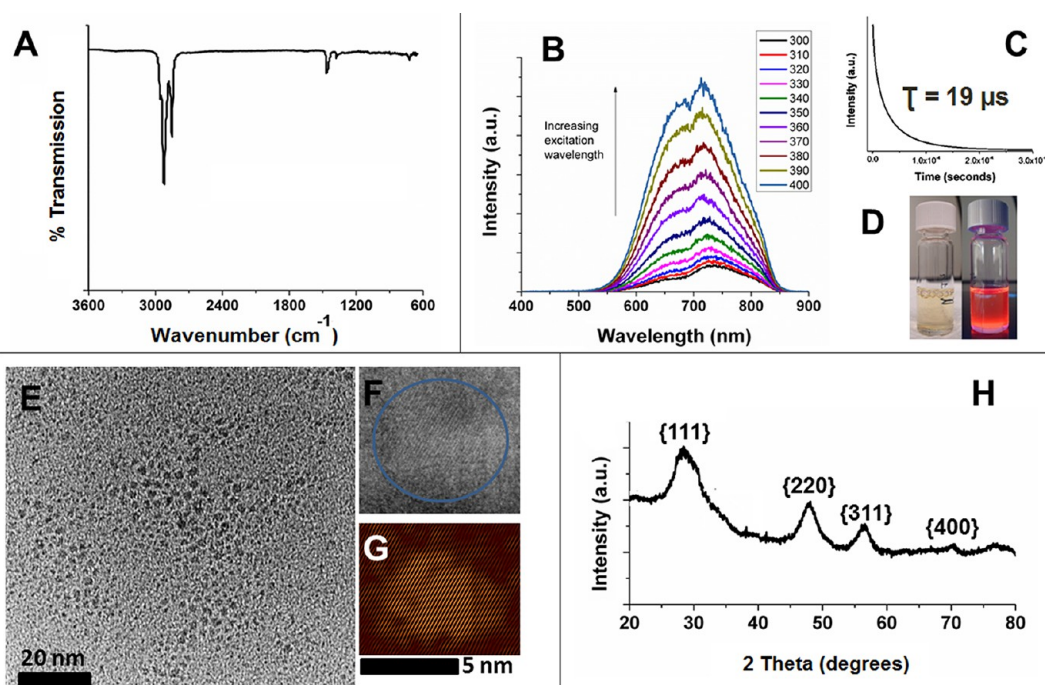 A
% Transmission
3600 3000 2400 1800 1200 600
Wavenumber (cm-1)
B
Intensity (a.u.)
Increasing
excitation
wavelength
300
310
320
330
340
350
360
370
380
390
400
400 500 600 700 800 900
Wavelength (nm)
C
Intensity (a.u.)
τ = 19 μs
0.0 1.0x10-4 2.0x10-4
Time (seconds)
D
E
20 nm
F
G
5 nm
H
Intensity (a.u.)
{111}
{220}
{311}
{400}
20 30 40 50 60 70 80
2 Theta (degrees)